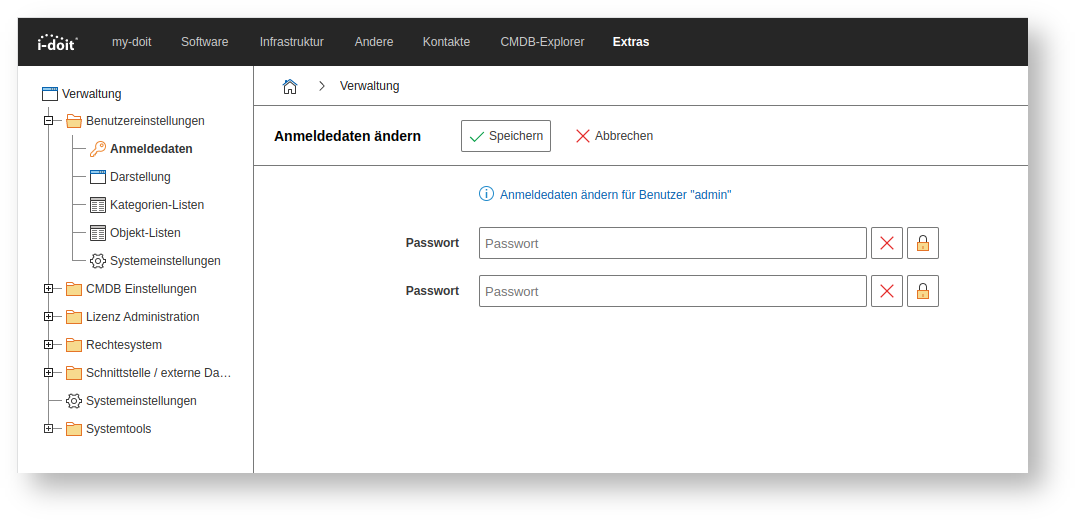 i-doit
my-doit Software Infrastruktur Andere Kontakte CMDB-Explorer Extras
Verwaltung
Benutzereinstellungen
Anmeldedaten
Darstellung
Kategorien-Listen
Objekt-Listen
Systemeinstellungen
CMDB Einstellungen
Lizenz Administration
Rechtesystem
Schnittstelle / externe Da…
Systemeinstellungen
Systemtools
Verwaltung
Anmeldedaten ändern Speichern Abbrechen
Anmeldedaten ändern für Benutzer "admin"
Passwort Passwort
Passwort Passwort